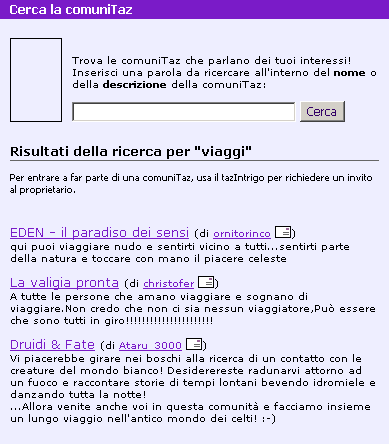 Cerca la comuniTaz
Trova le comuniTaz che parlano dei tuoi interessi!
Inserisci una parola da ricercare all'interno del nome o
della descrizione della comuniTaz:
Cerca
Risultati della ricerca per "viaggi"
Per entrare a far parte di una comuniTaz, usa il tazIntrigo per richiedere un invito
al proprietario.
EDEN - il paradiso dei sensi (di ornitorinco )
qui puoi viaggiare nudo e sentirti vicino a tutti...sentirti parte
della natura e toccare con mano il piacere celeste
La valigia pronta (di christofer )
A tutte le persone che amano viaggiare e sognano di
viaggiare.Non credo che non ci sia nessun viaggiatore,Può essere
che sono tutti in giro!!!!!!!!!!!!!!!!!!!!!!
Druidi & Fate (di Ataru_3000 )
Vi piacerebbe girare nei boschi alla ricerca di un contatto con le
creature del mondo bianco! Desiderereste radunarvi attorno ad
un fuoco e raccontare storie di tempi lontani bevendo idromiele e
danzando tutta la notte!
...Allora venite anche voi in questa comunità e facciamo insieme
un lungo viaggio nell'antico mondo dei celti! :-)